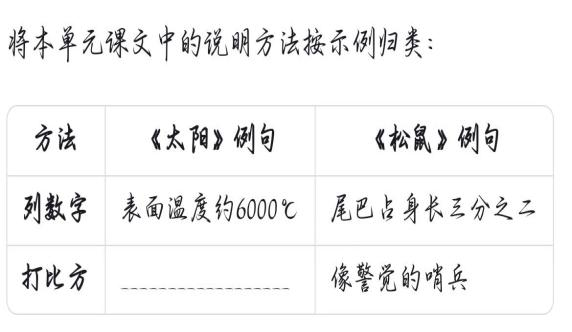 将本单元课文中的说明方法按示例归类：
方法 《太阳》例句 《松鼠》例句
列数字 表面温度约6000℃ 尾巴占身长三分之二
打比方 __________________ 像警觉的哨兵